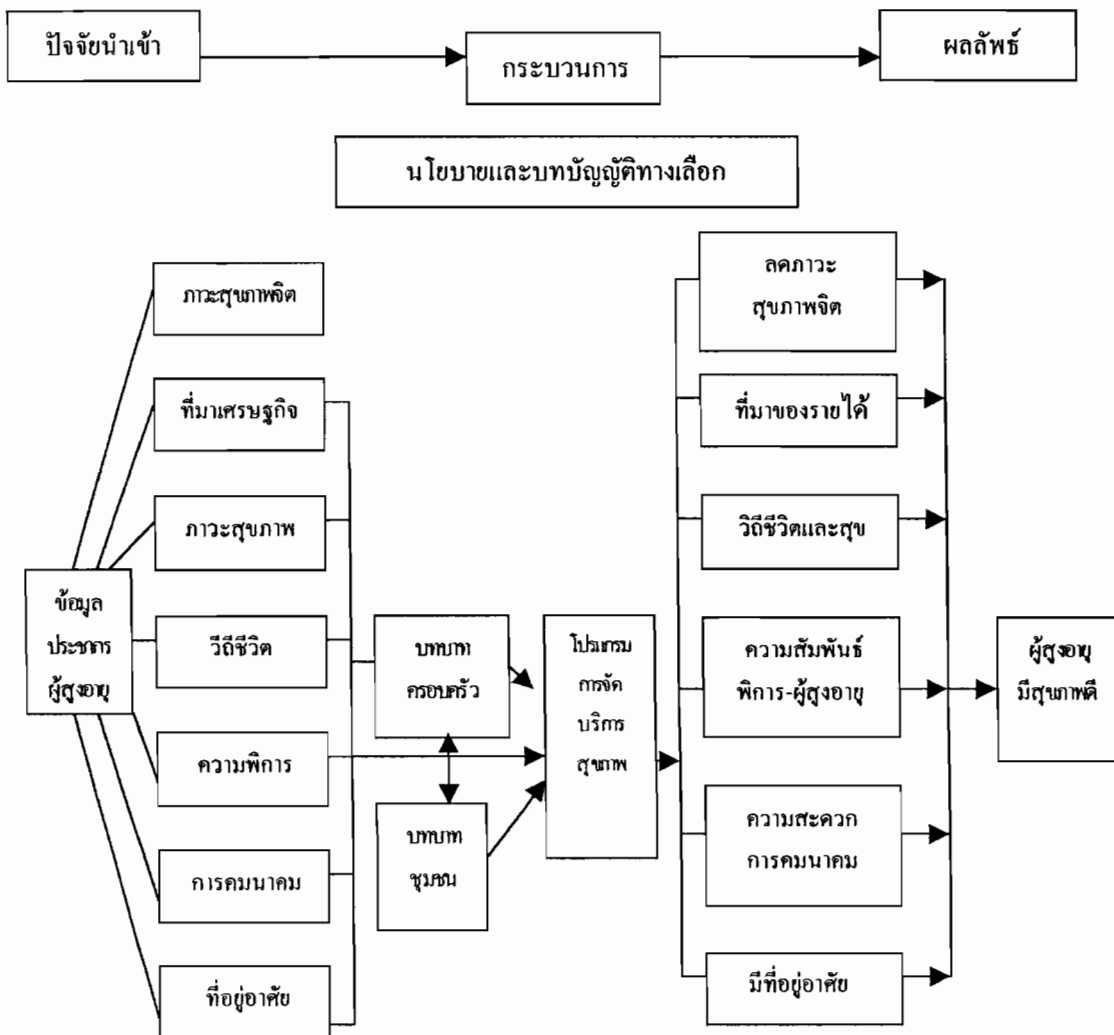 ปัจจัยนำเข้า
กระบวนการ
ผลลัพธ์
นโยบายและบทบัญญัติทางเลือก
ภาวะสุขภาพจิต
ที่มาเศรษฐกิจ
ภาวะสุขภาพ
วีถีชีวิต
ความพิการ
การคมนาคม
ที่อยู่อาศัย
ข้อมูล
ประชากร
ผู้สูงอายุ
บทบาท
ครอบครัว
บทบาท
ชุมชน
โปรแกรม
การจัด
บริการ
สุขภาพ
ลดภาวะ
สุขภาพจิต
ที่มาของรายได้
วิถีชีวิตและสุข
ความสัมพันธ์
พิการ-ผู้สูงอายุ
ความสะดวก
การคมนาคม
มีที่อยู่อาศัย
ผู้สูงอายุ
มีสุขภาพดี